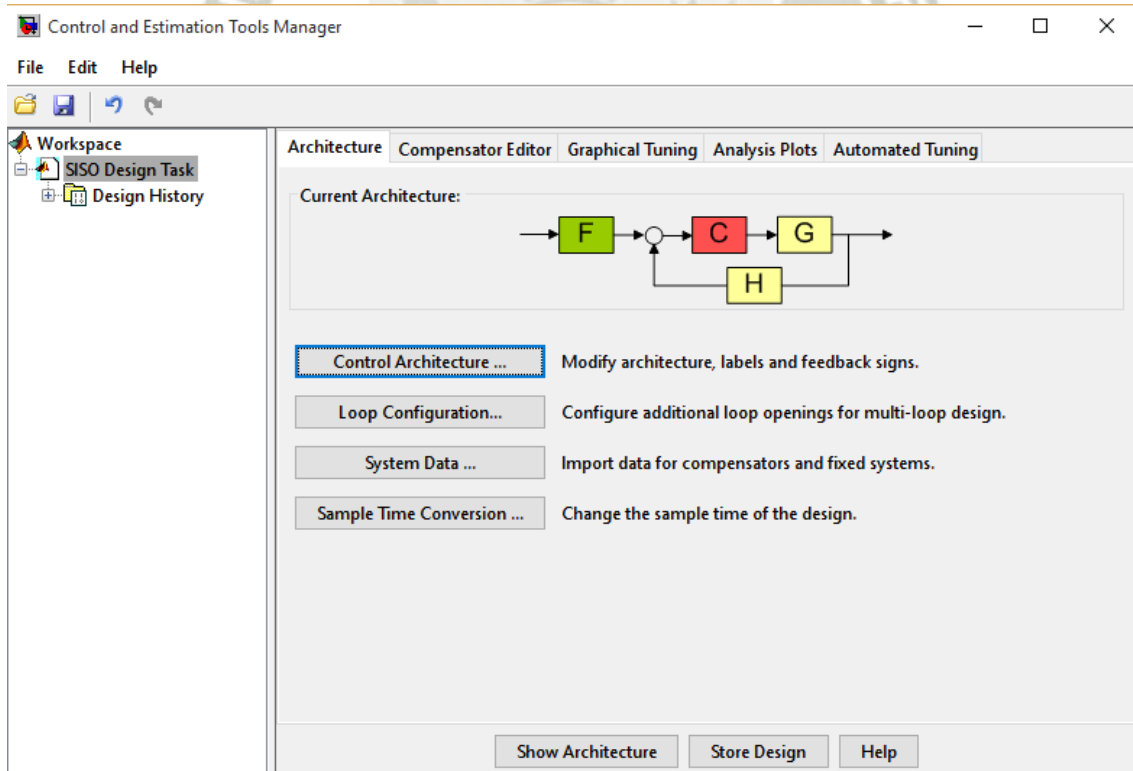 Control and Estimation Tools Manager
File Edit Help
Workspace
SISO Design Task
Design History
Architecture Compensator Editor Graphical Tuning Analysis Plots Automated Tuning
Current Architecture:
F C G
H
Control Architecture ... Modify architecture, labels and feedback signs.
Loop Configuration... Configure additional loop openings for multi-loop design.
System Data ... Import data for compensators and fixed systems.
Sample Time Conversion ... Change the sample time of the design.
Show Architecture Store Design Help